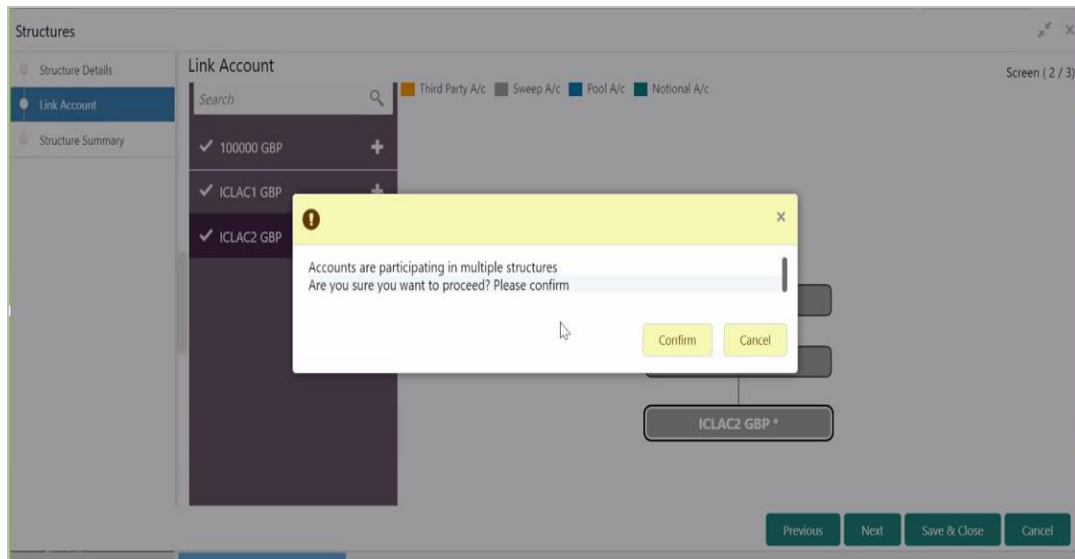 Structures
Structure Details
Link Account
Structure Summary
Link Account
Screen ( 2 / 3)
Search
Third Party A/c
Sweep A/c
Pool A/c
Notional A/c
100000 GBP
ICLAC1 GBP
ICLAC2 GBP
Accounts are participating in multiple structures
Are you sure you want to proceed? Please confirm
Confirm
Cancel
ICLAC2 GBP *
Previous
Next
Save & Close
Cancel